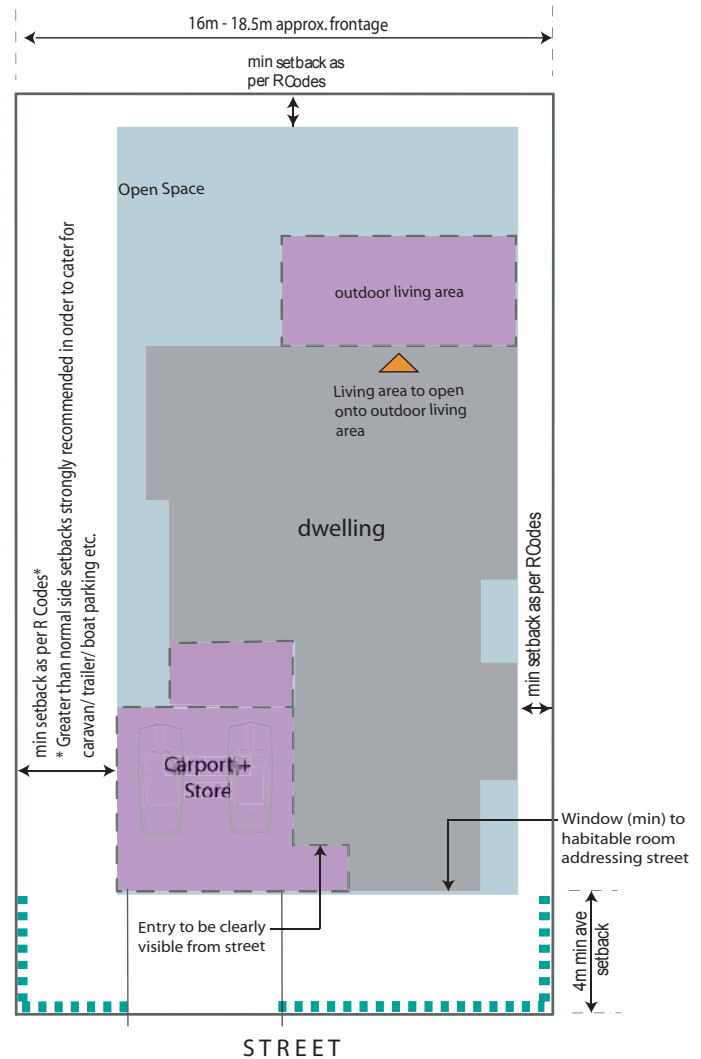 16m - 18.5m approx. frontage
min setback as
per RCodes
Open Space
outdoor living area
Living area to open
onto outdoor living
area
dwelling
min setback as per R Codes*
* Greater than normal side setbacks strongly recommended in order to cater for
caravan/ trailer/ boat parking etc.
min setback as per RCodes
Carport +
Store
Window (min) to
habitable room
addressing street
Entry to be clearly
visible from street
4m min ave
setback
STREET